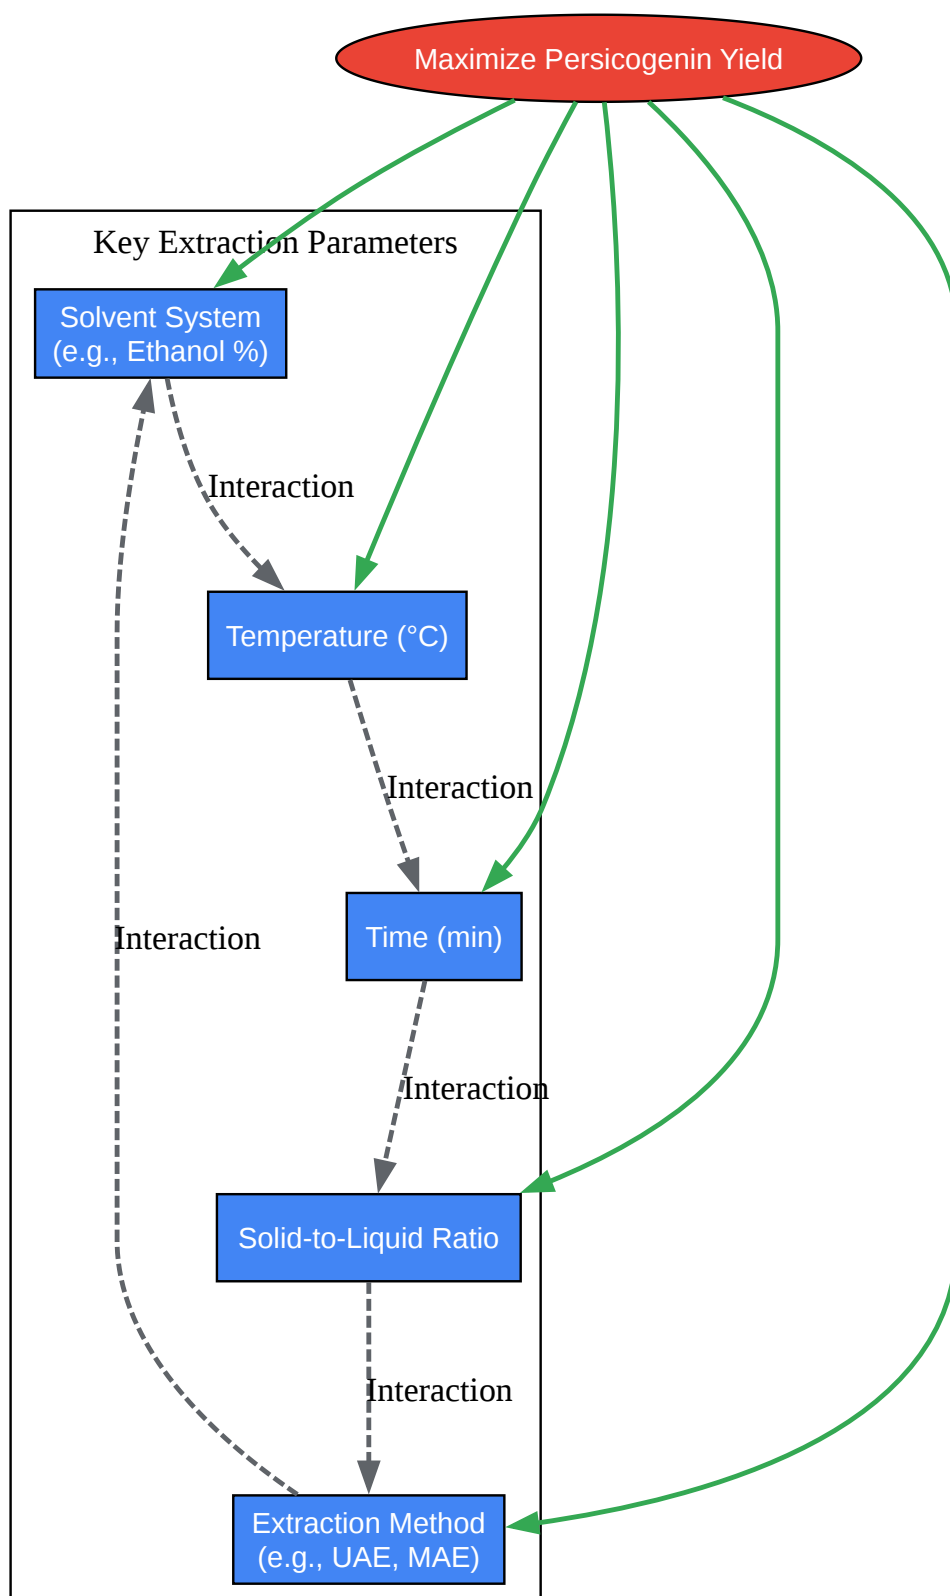 Maximize Persicogenin Yield
Key Extraction Parameters
Solvent System
(e.g., Ethanol %)
Interaction
Temperature (°C)
Interaction
Time (min)
Interaction
Interaction
Solid-to-Liquid Ratio
Interaction
Extraction Method
(e.g., UAE, MAE)